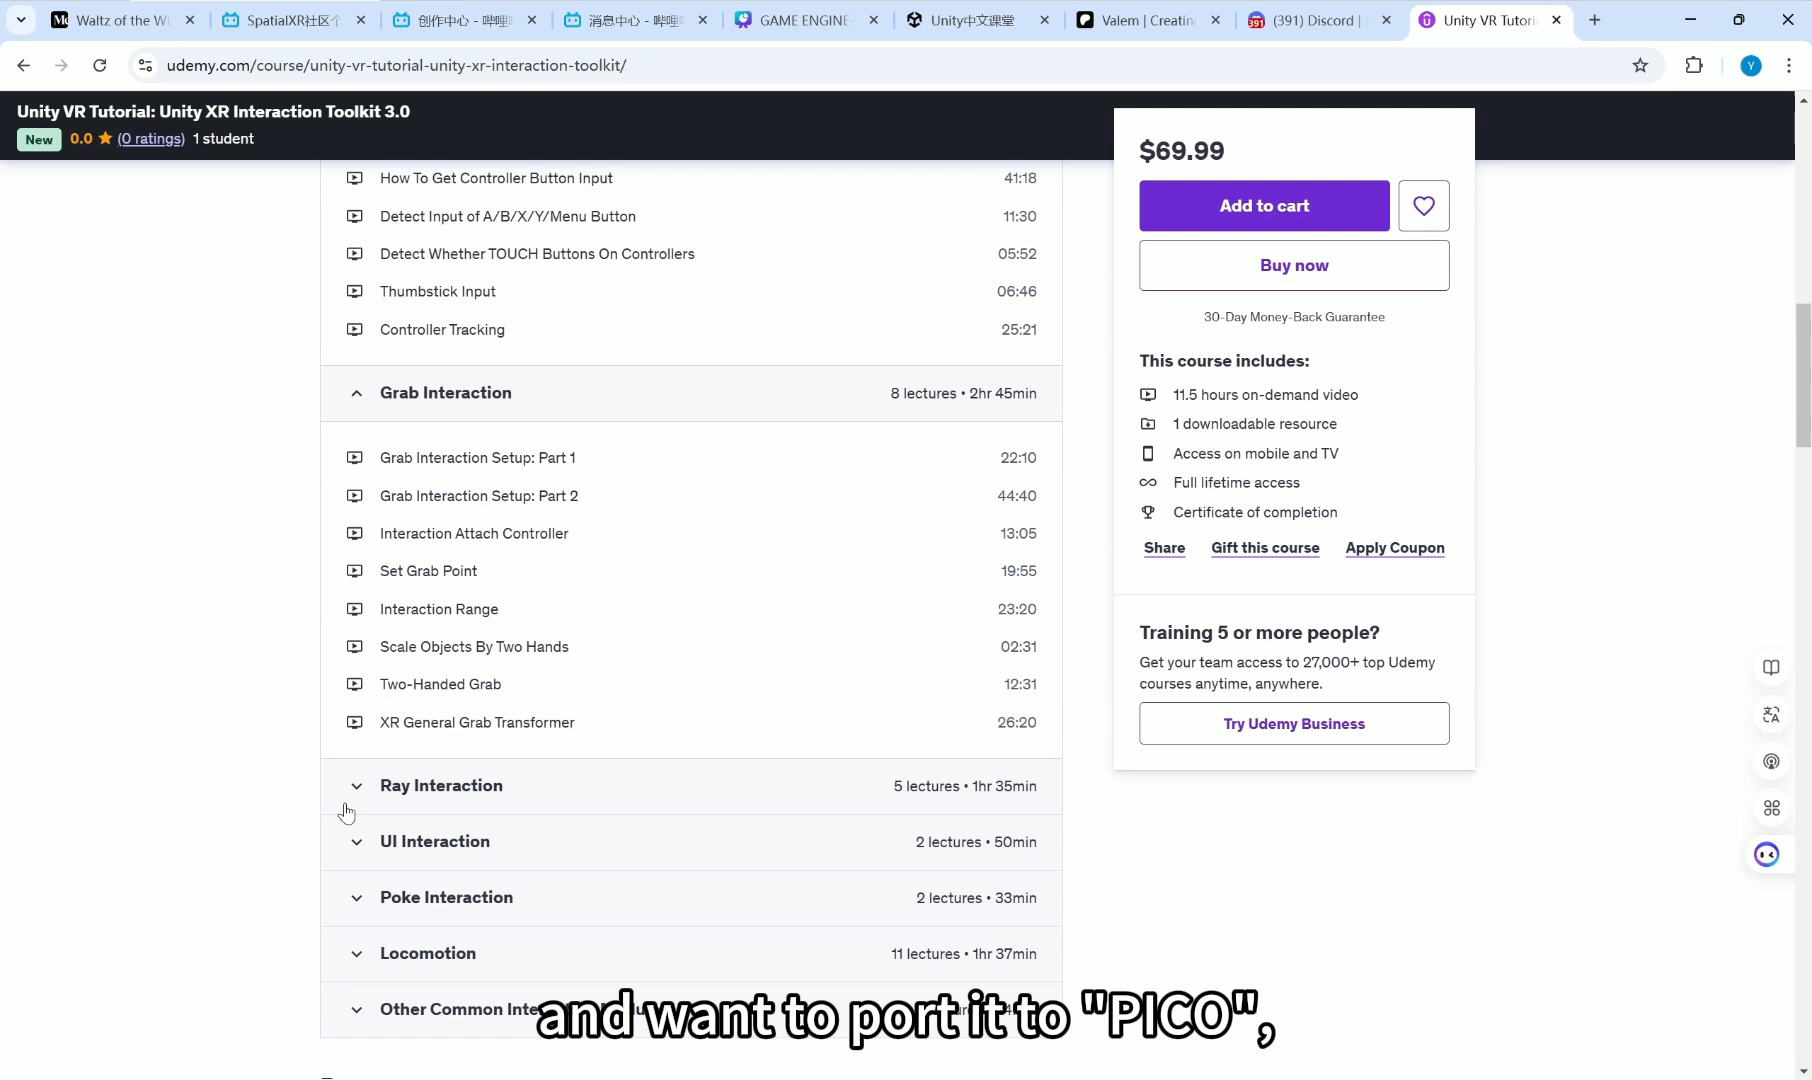 Waltz of the Wi
SpatialXR社区个
创作中心 - 哔哩
消息中心 - 哔哩
GAME ENGINE-
Unity中文课堂
Valem | Creatin
(391) Discord |
Unity VR Tutori
udemy.com/course/unity-vr-tutorial-unity-xr-interaction-toolkit/
Y
Unity VR Tutorial: Unity XR Interaction Toolkit 3.0
New 0.0 (0 ratings) 1 student
How To Get Controller Button Input 41:18
Detect Input of A/B/X/Y/Menu Button 11:30
Detect Whether TOUCH Buttons On Controllers 05:52
Thumbstick Input 06:46
Controller Tracking 25:21
Grab Interaction 8 lectures • 2hr 45min
Grab Interaction Setup: Part 1 22:10
Grab Interaction Setup: Part 2 44:40
Interaction Attach Controller 13:05
Set Grab Point 19:55
Interaction Range 23:20
Scale Objects By Two Hands 02:31
Two-Handed Grab 12:31
XR General Grab Transformer 26:20
Ray Interaction 5 lectures • 1hr 35min
UI Interaction 2 lectures • 50min
Poke Interaction 2 lectures • 33min
Locomotion 11 lectures • 1hr 37min
Other Common
$69.99
Add to cart
Buy now
30-Day Money-Back Guarantee
This course includes:
11.5 hours on-demand video
1 downloadable resource
Access on mobile and TV
Full lifetime access
Certificate of completion
Share Gift this course Apply Coupon
Training 5 or more people?
Get your team access to 27,000+ top Udemy
courses anytime, anywhere.
Try Udemy Business
and want to port it to "PICO",